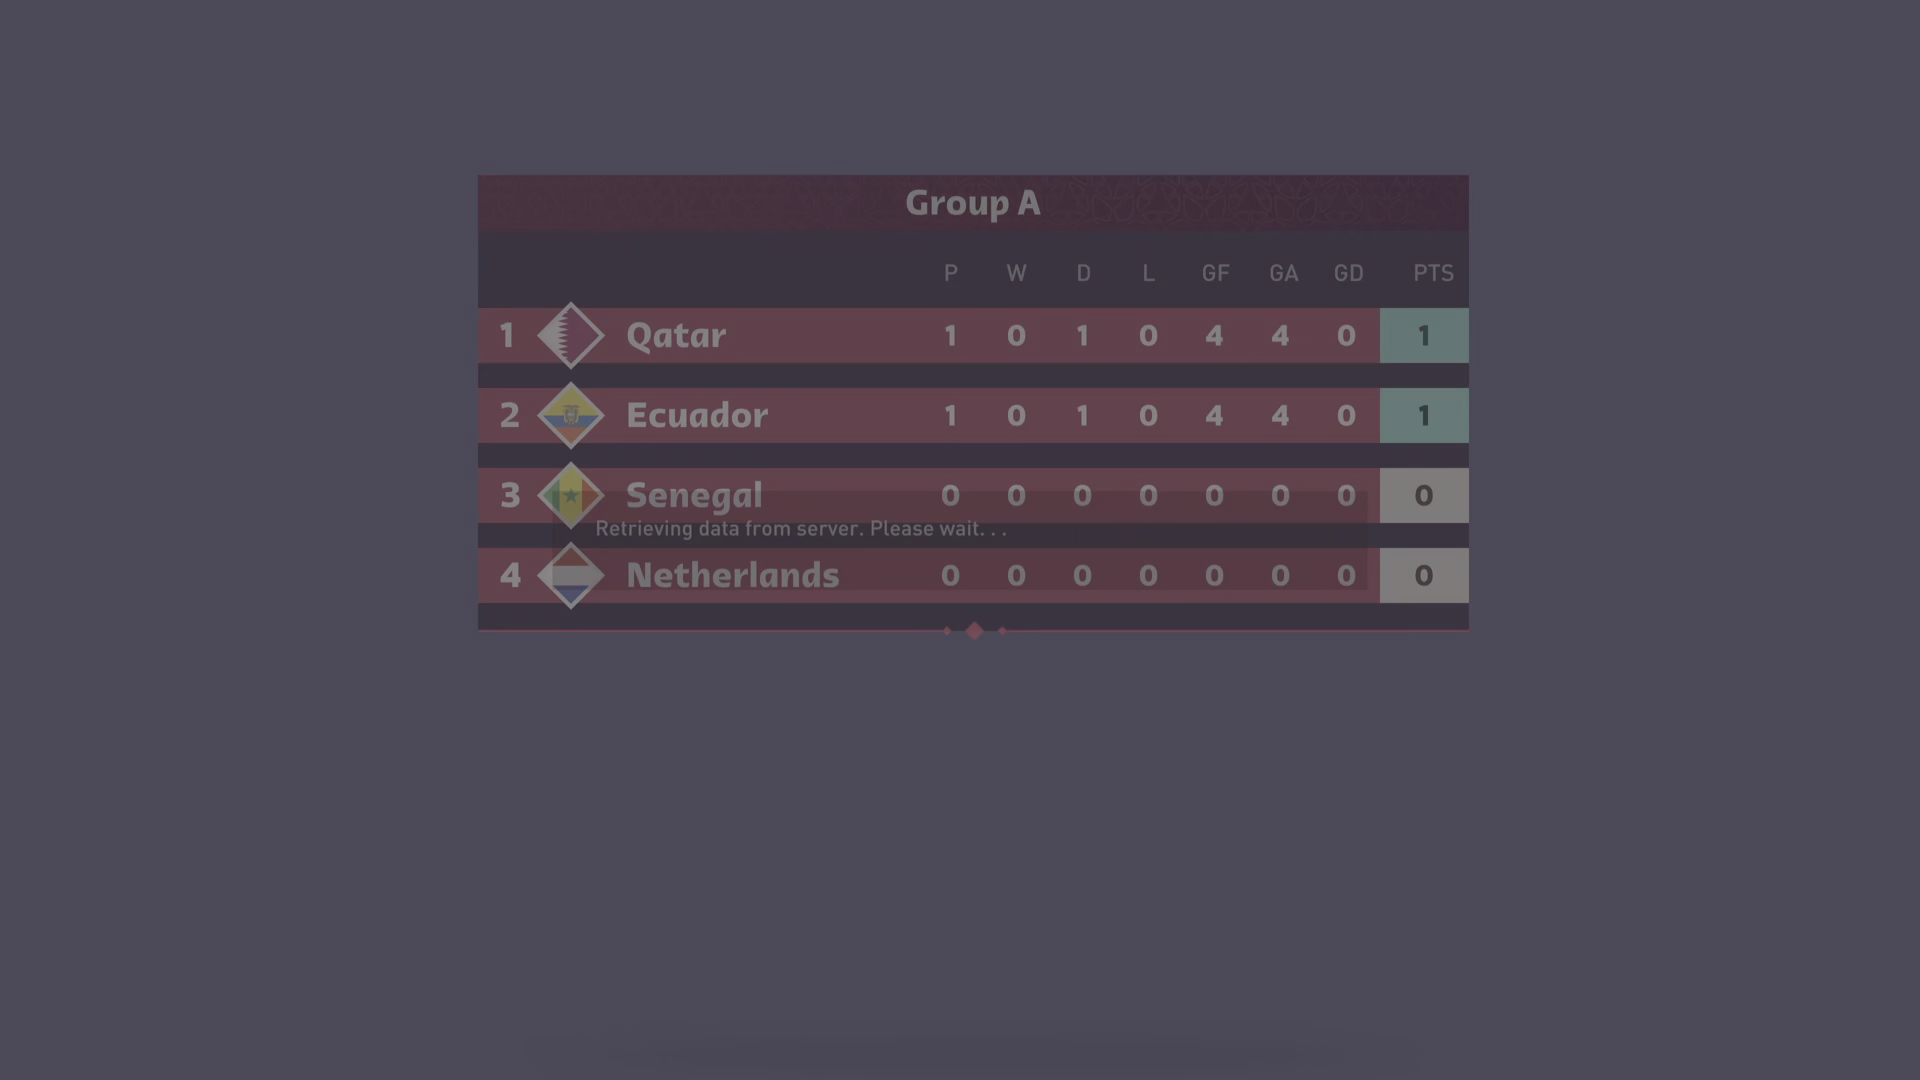 Group A
P W D L GF GA GD PTS
1 Qatar 1 0 1 0 4 4 0 1
2 Ecuador 1 0 1 0 4 4 0 1
3 Senegal 0 0 0 0 0 0 0 0
Retrieving data from server. Please wait. . .
4 Netherlands 0 0 0 0 0 0 0 0